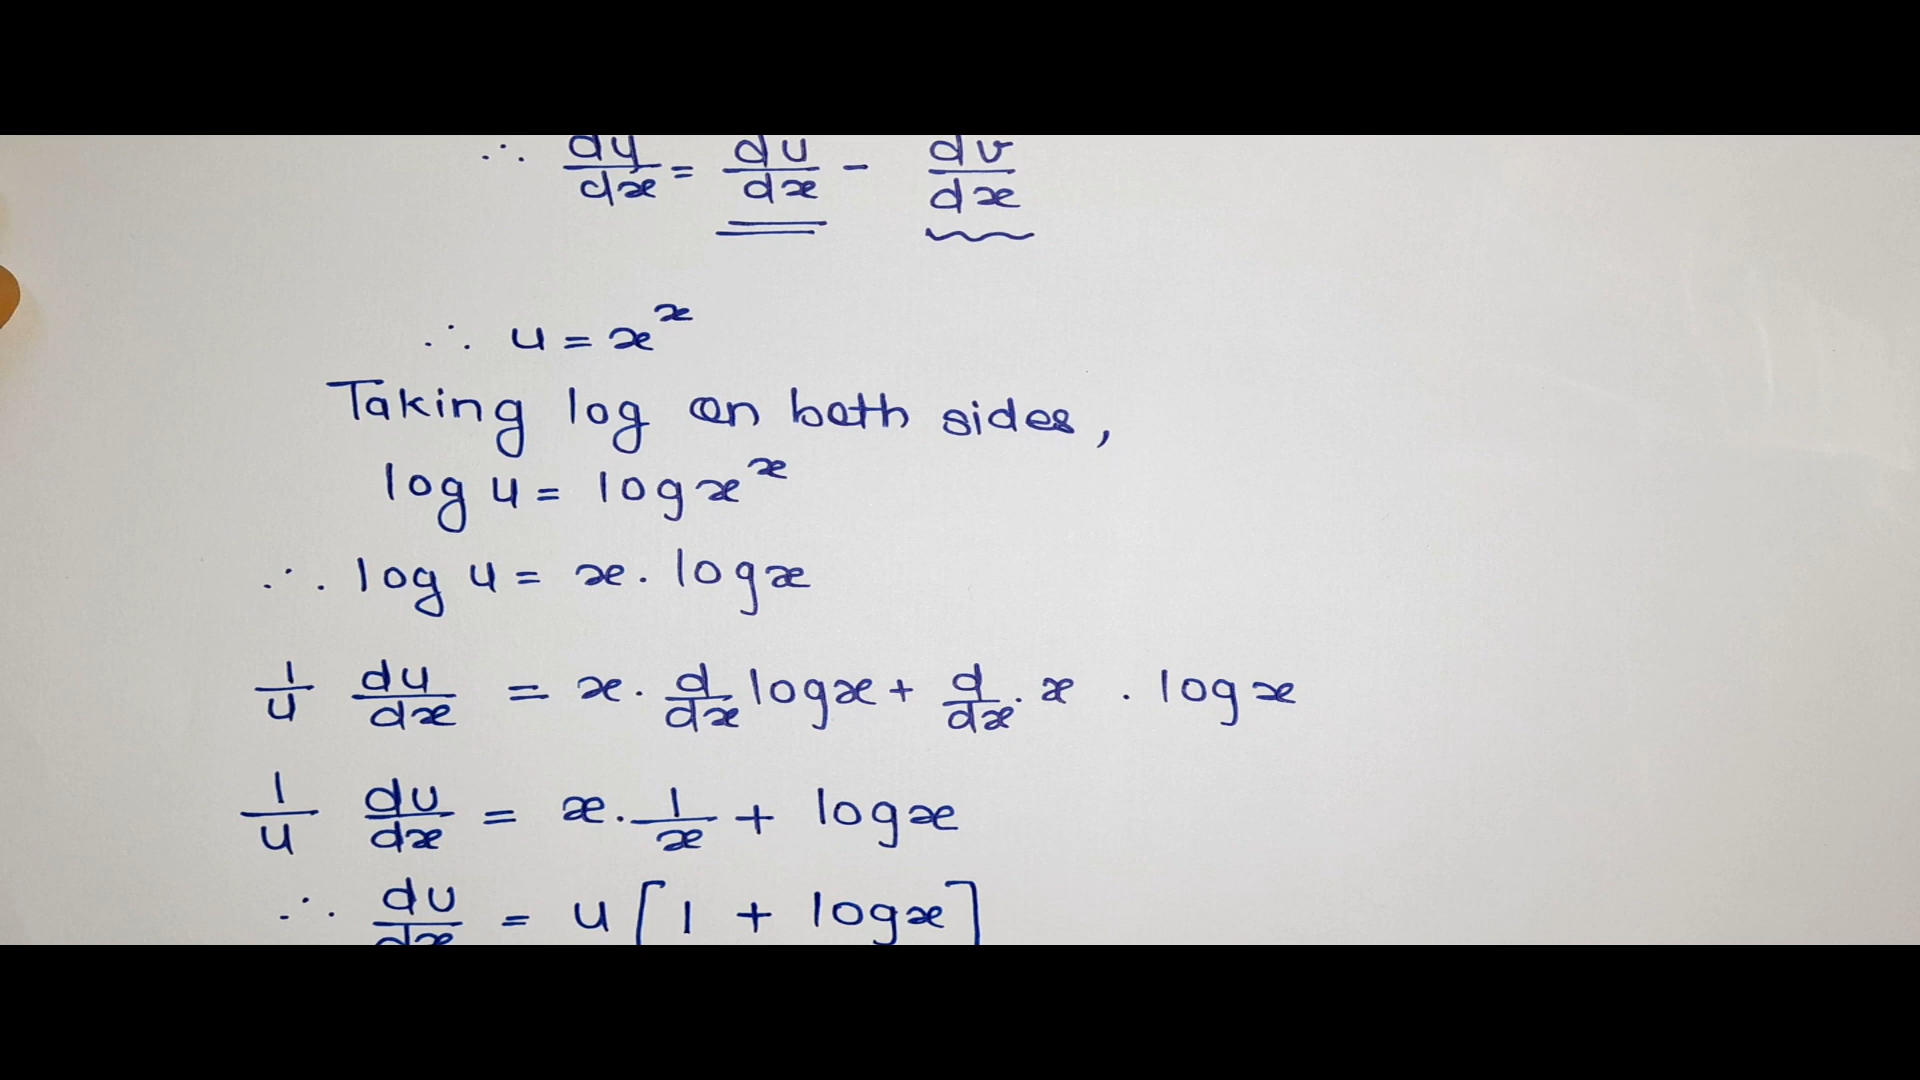 ∴ dy/dx = du/dx - dv/dx
∴ u = x^x
Taking log on both sides,
log u = log x^x
∴ log u = x . log x
1/u du/dx = x . d/dx log x + d/dx . x . log x
1/u du/dx = x . 1/x + log x
∴ du/dx = u [ 1 + log x ]